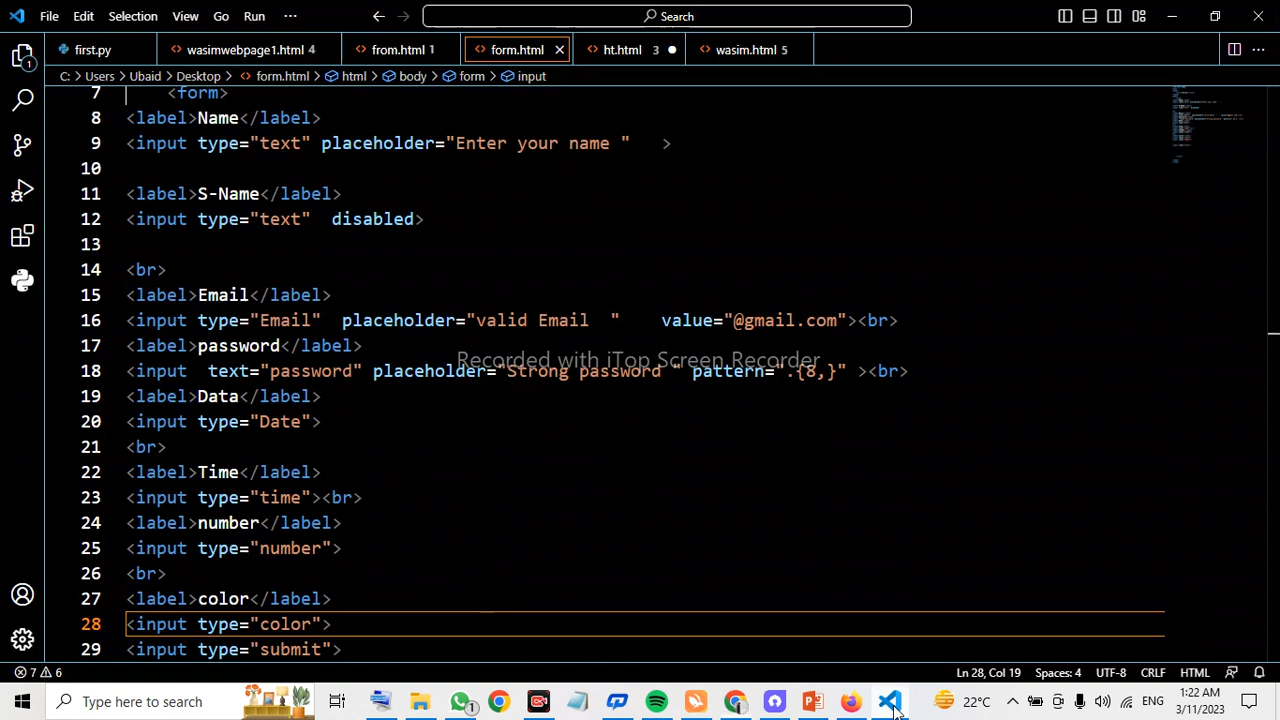 File Edit Selection View Go Run ··· Search
first.py wasimwebpage1.html 4 from.html 1 form.html ht.html 3 wasim.html 5
C: > Users > Ubaid > Desktop > form.html > html > body > form > input
7 <form>
8 <label>Name</label>
9 <input type="text" placeholder="Enter your name " >
10
11 <label>S-Name</label>
12 <input type="text" disabled>
13
14 <br>
15 <label>Email</label>
16 <input type="Email" placeholder="valid Email " value="@gmail.com"><br>
17 <label>password</label>
Recorded with iTop Screen Recorder
18 <input text="password" placeholder="Strong password " pattern=".{8,}" ><br>
19 <label>Data</label>
20 <input type="Date">
21 <br>
22 <label>Time</label>
23 <input type="time"><br>
24 <label>number</label>
25 <input type="number">
26 <br>
27 <label>color</label>
28 <input type="color">
29 <input type="submit">
7 6 Ln 28, Col 19 Spaces: 4 UTF-8 CRLF HTML
Type here to search 1 22°C ENG 1:22 AM
3/11/2023